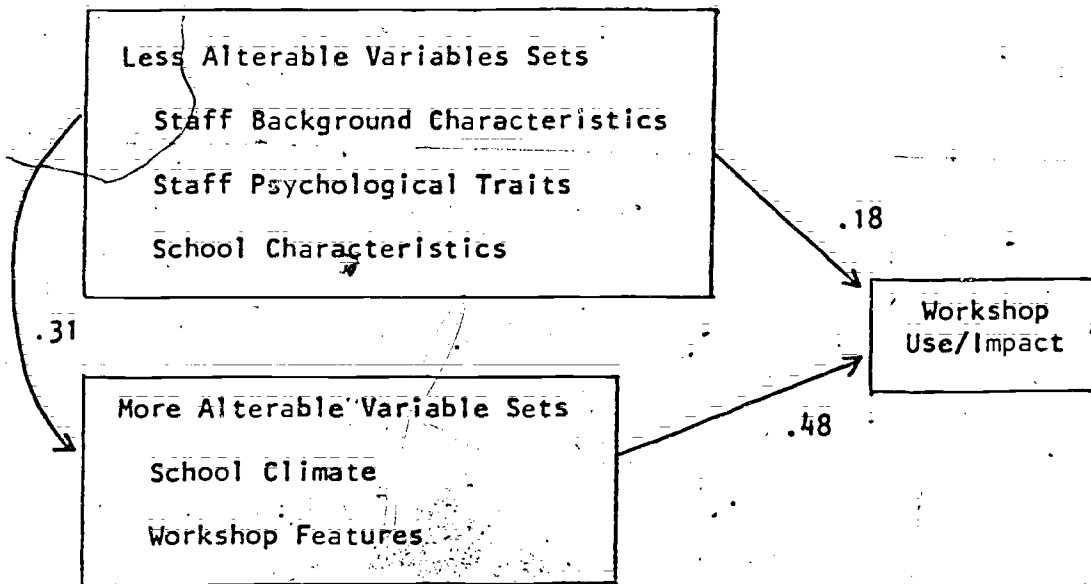 Less Alterable Variables Sets
Staff Background Characteristics
Staff Psychological Traits
School Characteristics
.18
Workshop
Use/Impact
.31
More Alterable Variable Sets
.48
School Climate
Workshop Features